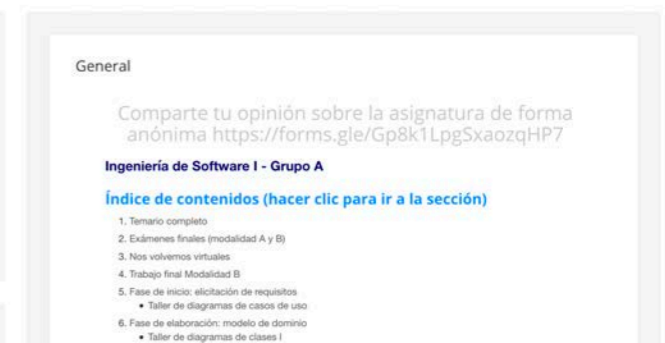 General
Comparte tu opinión sobre la asignatura de forma
anónima https://forms.gle/Gp8k1LpgSxaozqHP7
Ingeniería de Software I - Grupo A
Índice de contenidos (hacer clic para ir a la sección)
1. Temario completo
2. Exámenes finales (modalidad A y B)
3. Nos volvemos virtuales
4. Trabajo final Modalidad B
5. Fase de inicio: elicitación de requisitos
• Taller de diagramas de casos de uso
6. Fase de elaboración: modelo de dominio
• Taller de diagramas de clases I